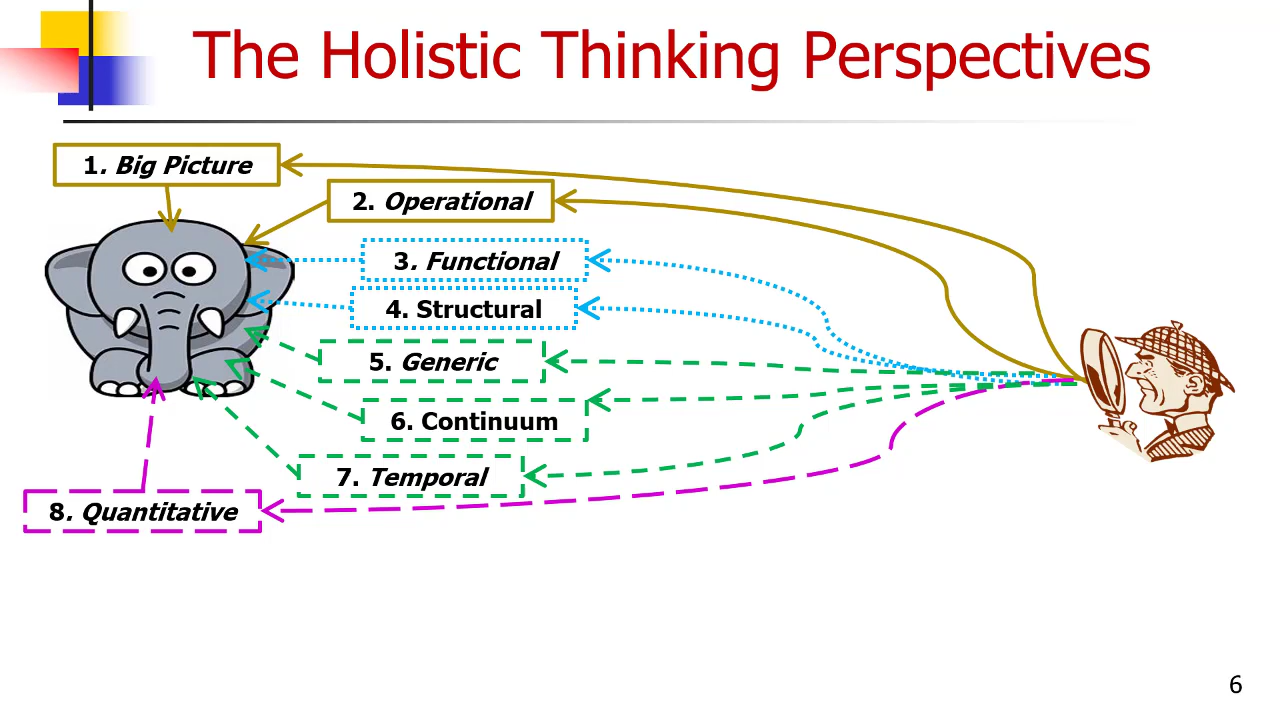 The Holistic Thinking Perspectives
1. Big Picture
2. Operational
3. Functional
4. Structural
5. Generic
6. Continuum
7. Temporal
8. Quantitative
6